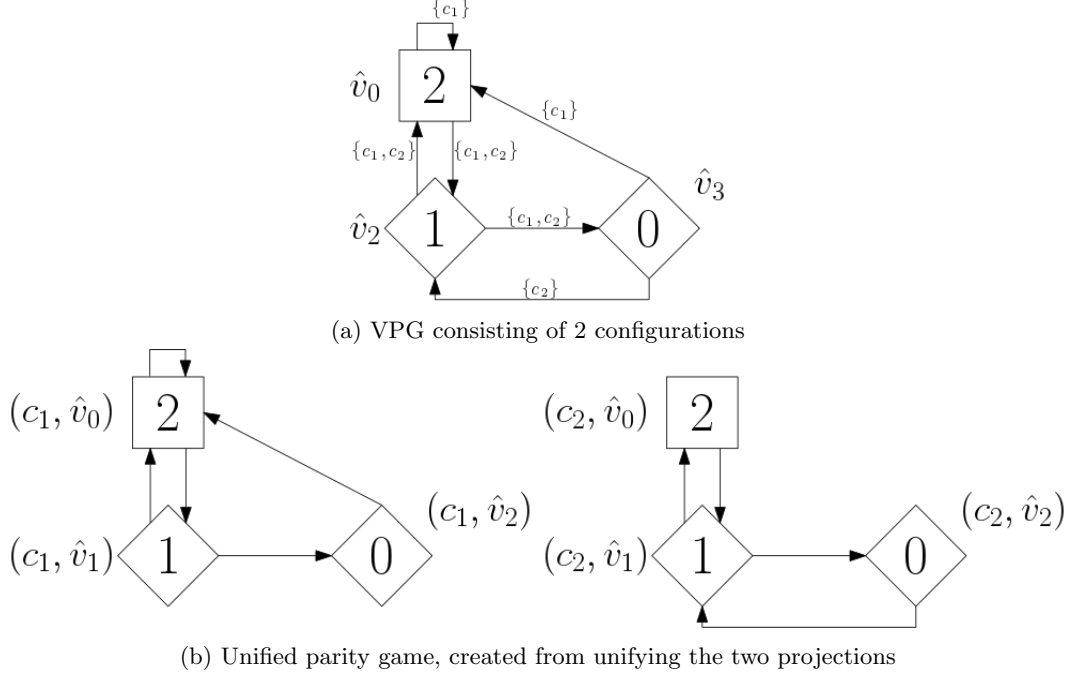 {c₁}
2
v̂₀
{c₁}
{c₁,c₂} {c₁,c₂}
v̂₃
v̂₂ 1 {c₁,c₂} 0
{c₂}
(a) VPG consisting of 2 configurations
(c₁, v̂₀) 2 (c₂, v̂₀) 2
(c₁, v̂₂) (c₂, v̂₂)
(c₁, v̂₁) 1 0 (c₂, v̂₁) 1 0
(b) Unified parity game, created from unifying the two projections